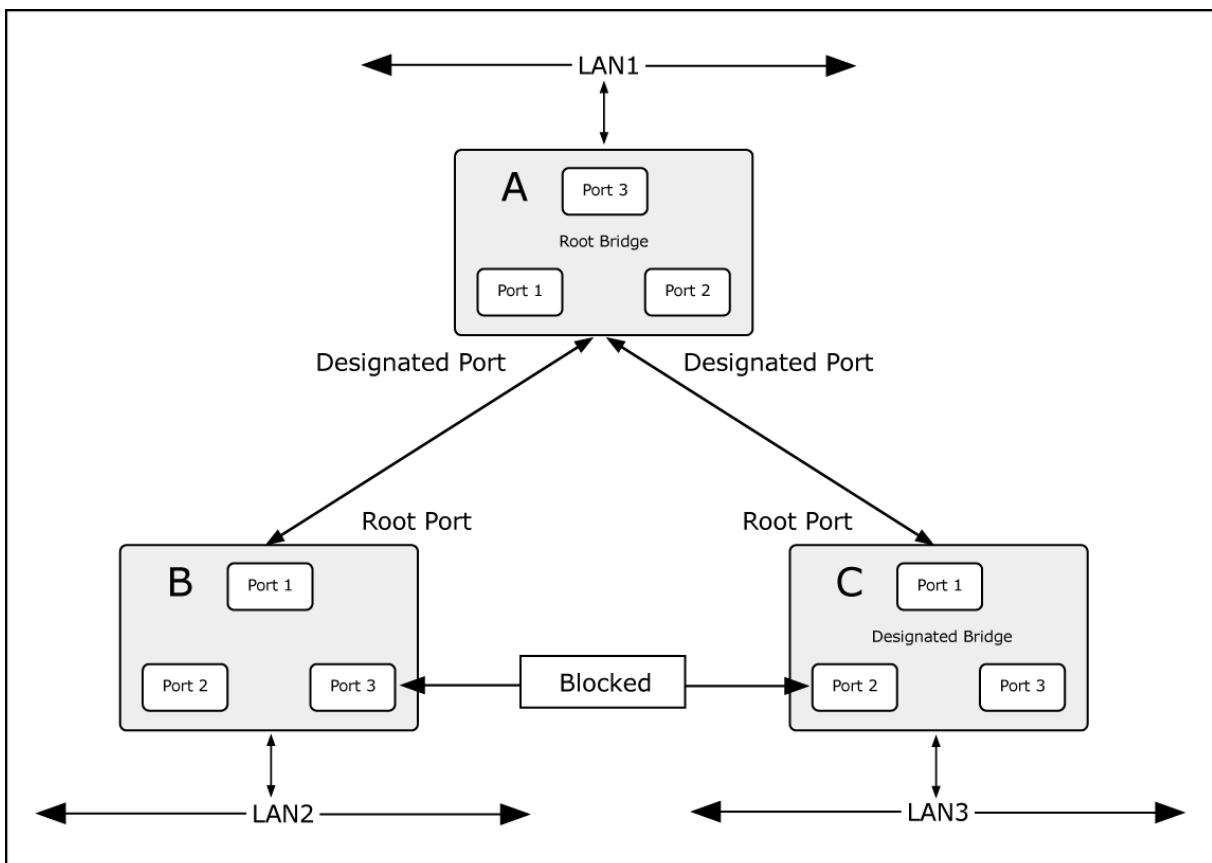 LAN1
A
Port 3
Root Bridge
Port 1
Port 2
Designated Port
Designated Port
Root Port
Root Port
B
Port 1
C
Port 1
Designated Bridge
Port 2
Port 3
Blocked
Port 2
Port 3
LAN2
LAN3